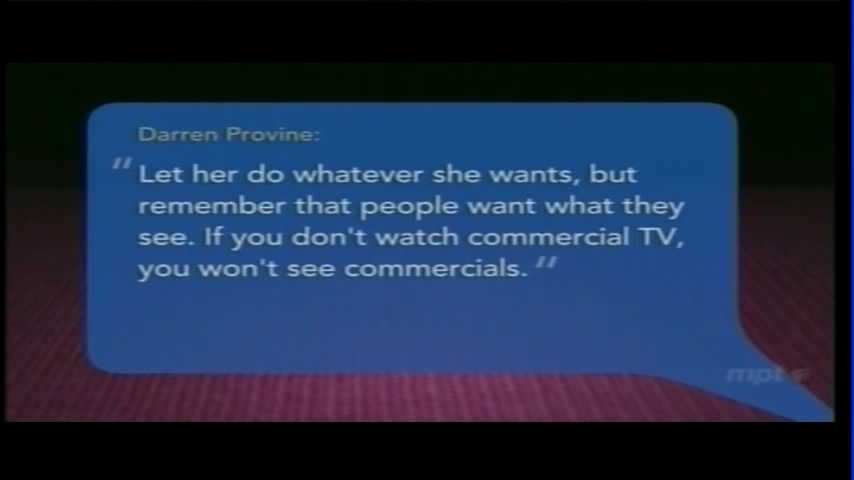 Darren Provine:
" Let her do whatever she wants, but
remember that people want what they
see. If you don't watch commercial TV,
you won't see commercials. "
mpt